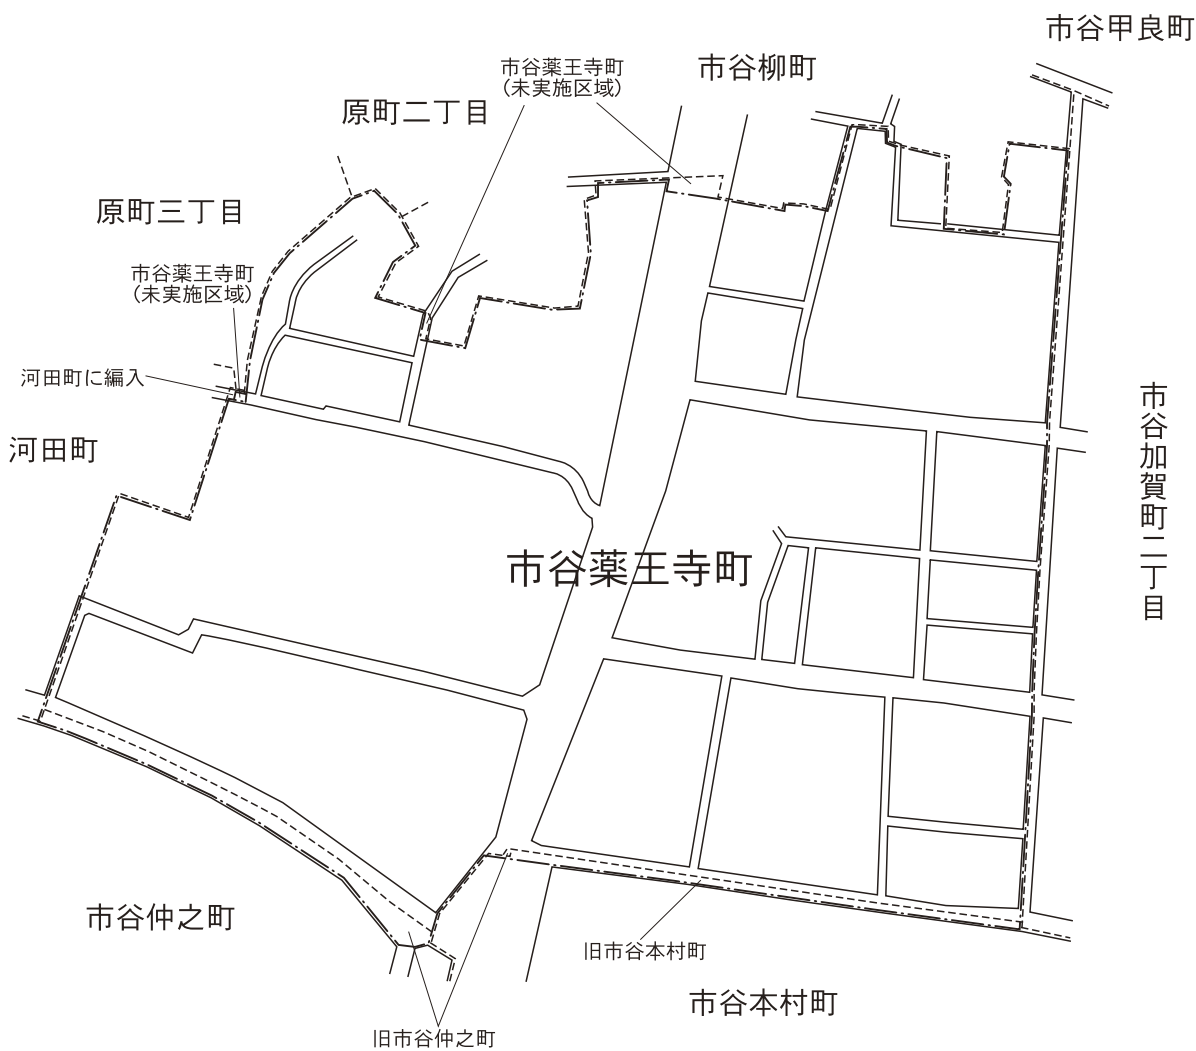 市谷甲良町
市谷柳町
市谷薬王寺町
(未実施区域)
原町二丁目
原町三丁目
市谷薬王寺町
(未実施区域)
河田町に編入
河田町
市谷加賀町二丁目
市谷薬王寺町
市谷仲之町
旧市谷本村町
市谷本村町
旧市谷仲之町